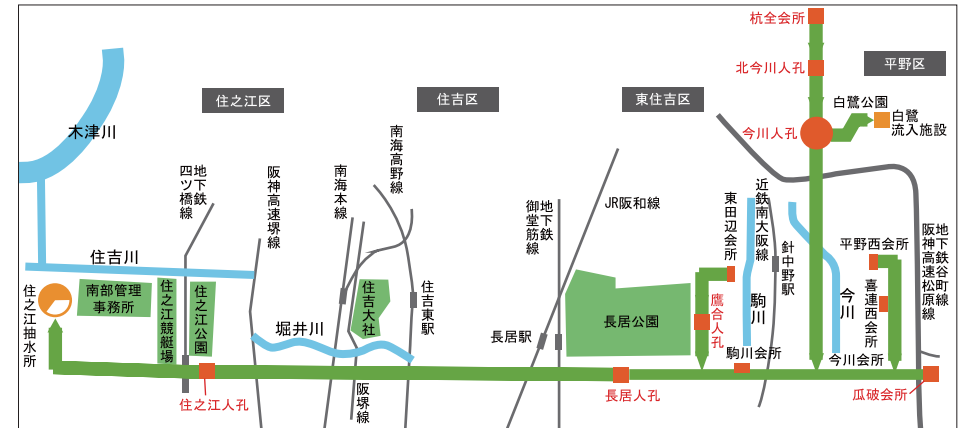 杭全会所
北今川人孔
平野区
住之江区
住吉区
東住吉区
白鷺公園
白鷺
流入施設
今川人孔
木津川
南海高野線
地下鉄
四ツ橋線
阪神高速堺線
南海本線
地下鉄
御堂筋線
JR阪和線
東田辺会所
近鉄南大阪線
針中野駅
平野西会所
地下鉄谷町線
阪神高速松原線
住吉川
住之江抽水所
南部管理
事務所
住之江競艇場
住之江公園
堀井川
住吉大社
住吉東駅
長居駅
長居公園
鷹合人孔
駒川
今川
喜連西会所
駒川会所
今川会所
住之江人孔
阪堺線
長居人孔
瓜破会所